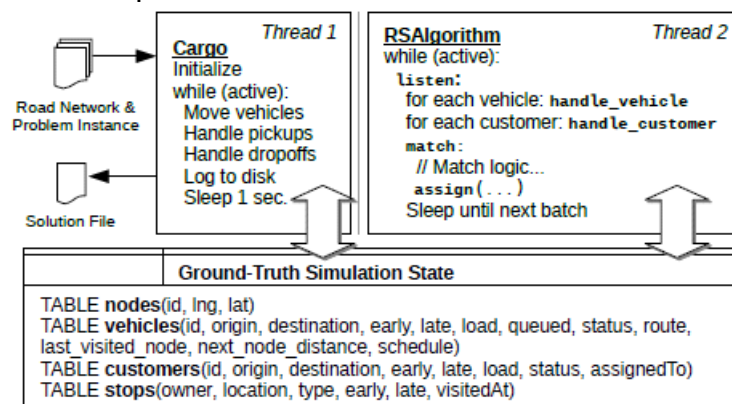 Thread 1
Cargo
Initialize
while (active):
Move vehicles
Handle pickups
Handle dropoffs
Log to disk
Sleep 1 sec.
Road Network &
Problem Instance
Solution File
Thread 2
RSAlgorithm
while (active):
listen:
for each vehicle: handle_vehicle
for each customer: handle_customer
match:
// Match logic...
assign(...)
Sleep until next batch
Ground-Truth Simulation State
TABLE nodes(id, lng, lat)
TABLE vehicles(id, origin, destination, early, late, load, queued, status, route,
last_visited_node, next_node_distance, schedule)
TABLE customers(id, origin, destination, early, late, load, status, assignedTo)
TABLE stops(owner, location, type, early, late, visitedAt)